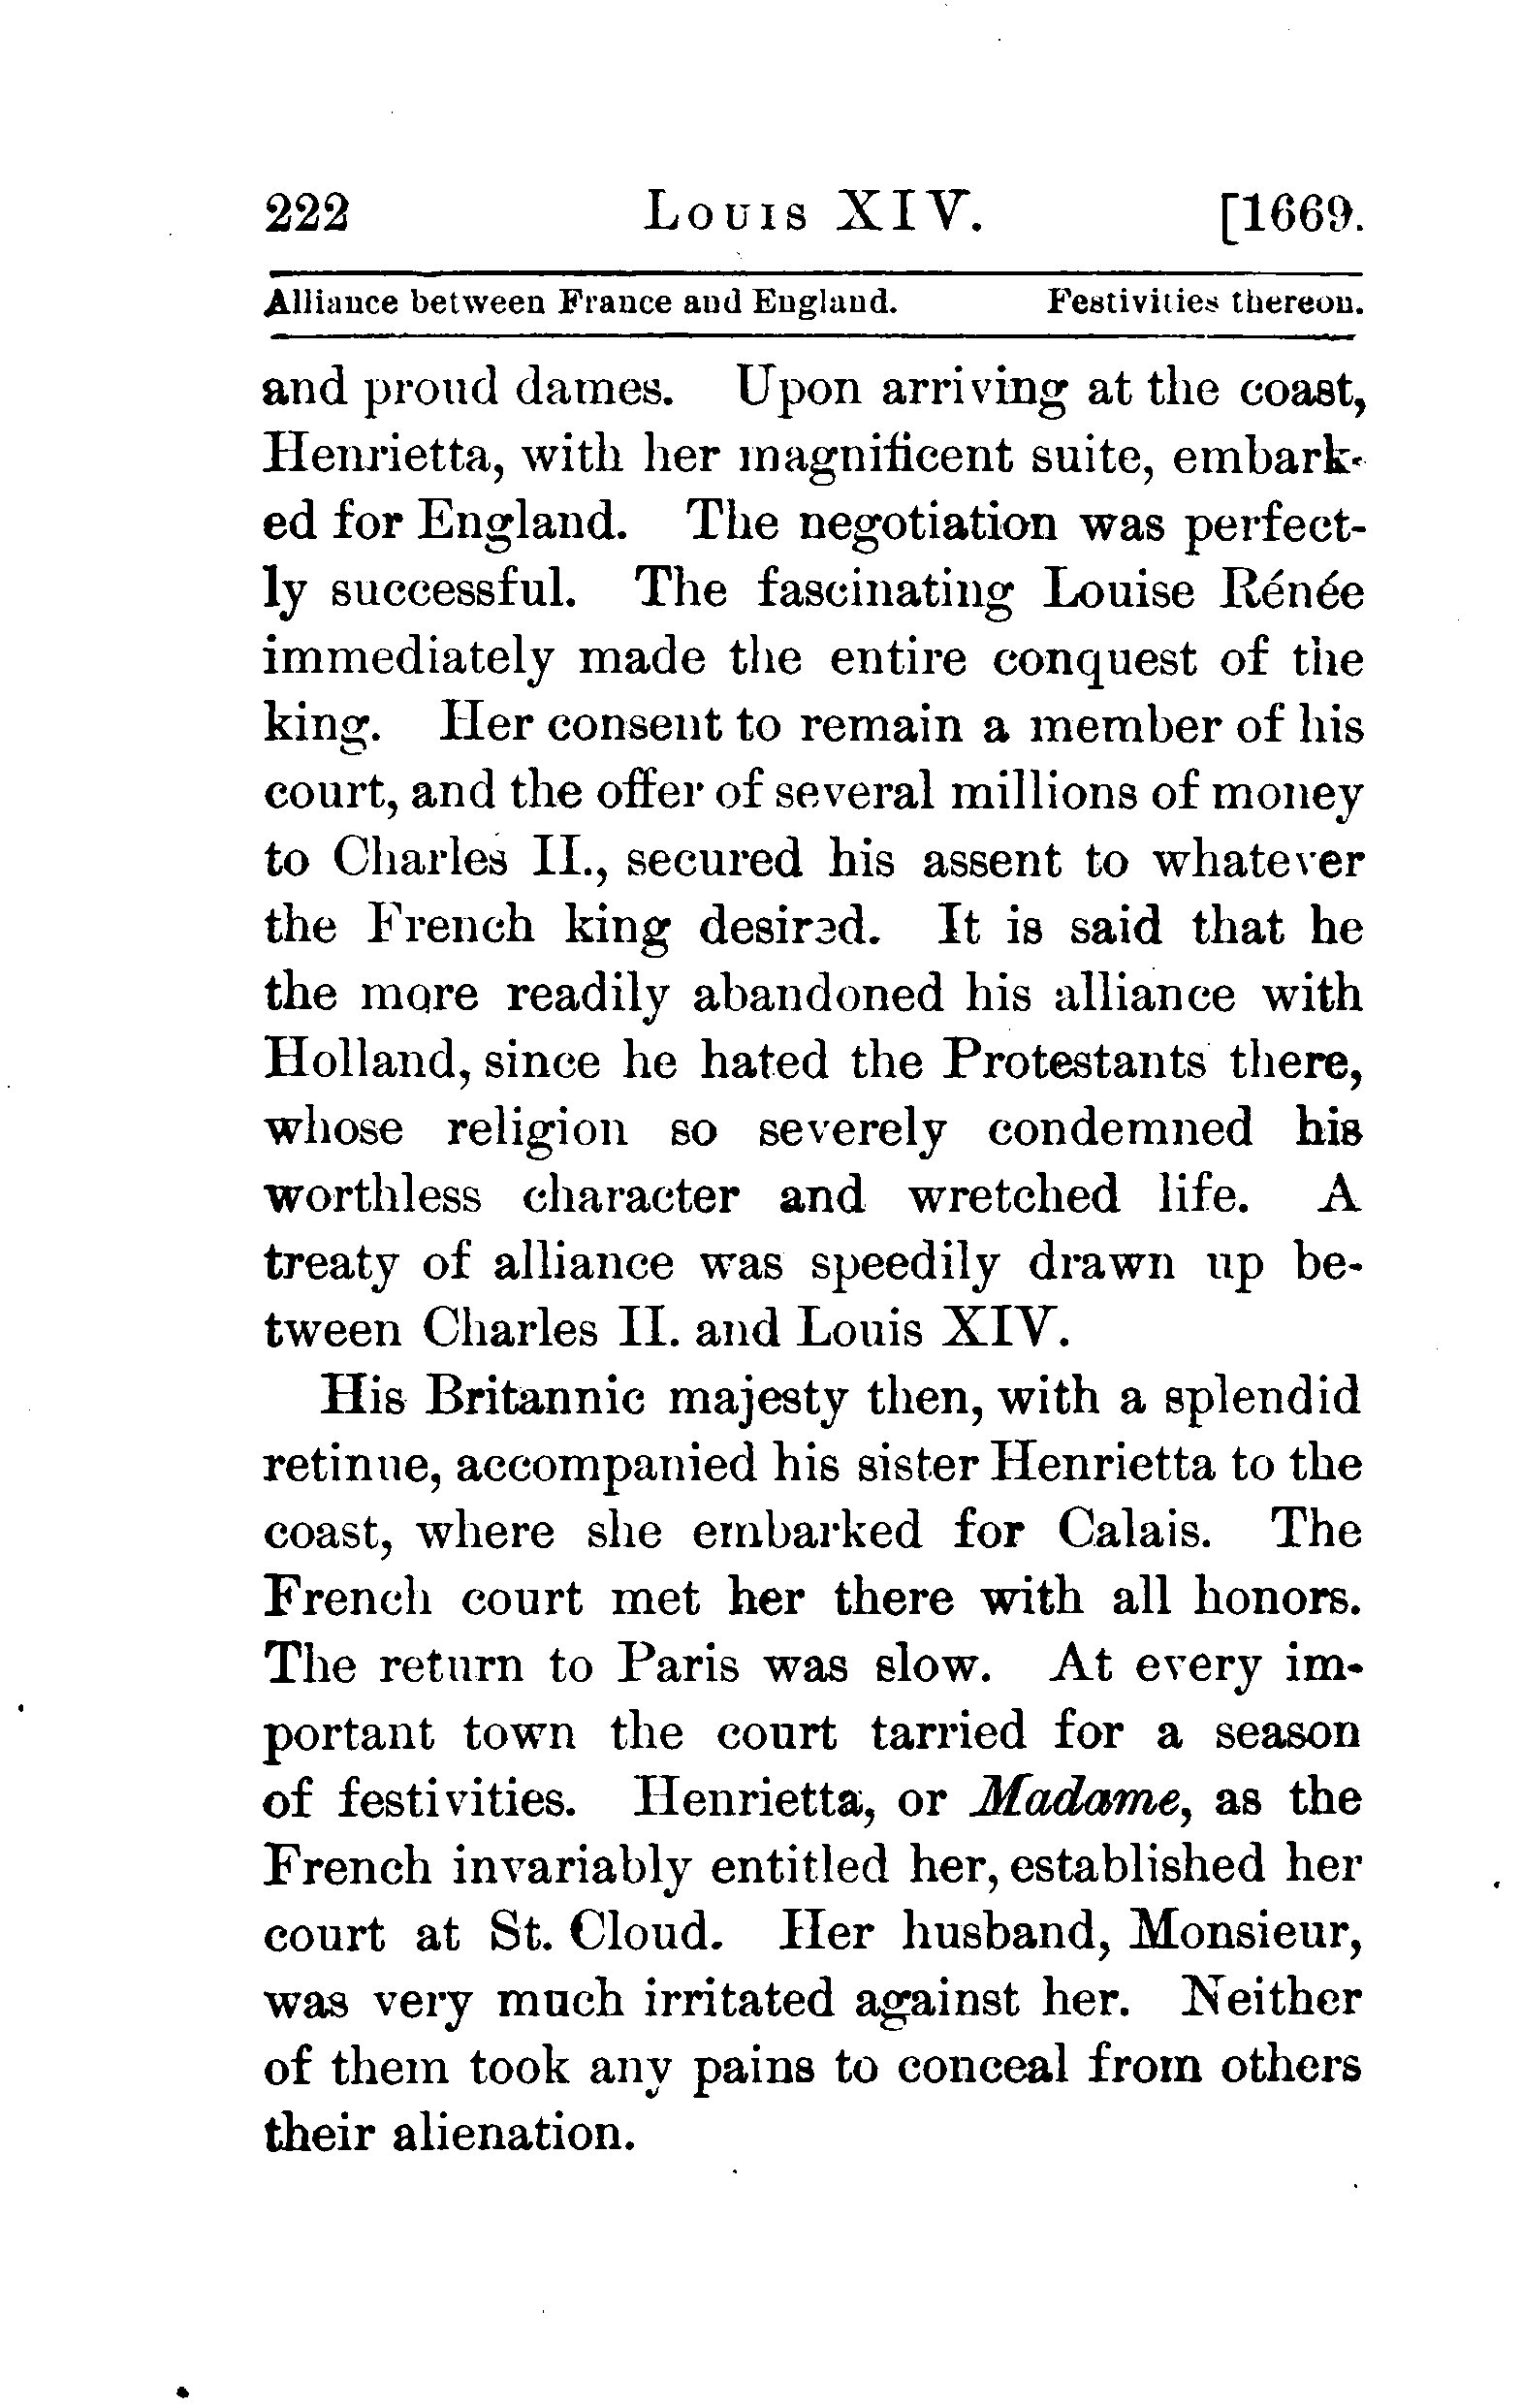 222 Louis XIV. [1669.
Alliance between France and England. Festivities thereon.
and proud dames. Upon arriving at the coast,
Henrietta, with her magnificent suite, embark-
ed for England. The negotiation was perfect-
ly successful. The fascinating Louise Rénée
immediately made the entire conquest of the
king. Her consent to remain a member of his
court, and the offer of several millions of money
to Charles II., secured his assent to whatever
the French king desired. It is said that he
the more readily abandoned his alliance with
Holland, since he hated the Protestants there,
whose religion so severely condemned his
worthless character and wretched life. A
treaty of alliance was speedily drawn up be-
tween Charles II. and Louis XIV.
His Britannic majesty then, with a splendid
retinue, accompanied his sister Henrietta to the
coast, where she embarked for Calais. The
French court met her there with all honors.
The return to Paris was slow. At every im-
portant town the court tarried for a season
of festivities. Henrietta, or Madame, as the
French invariably entitled her, established her
court at St. Cloud. Her husband, Monsieur,
was very much irritated against her. Neither
of them took any pains to conceal from others
their alienation.